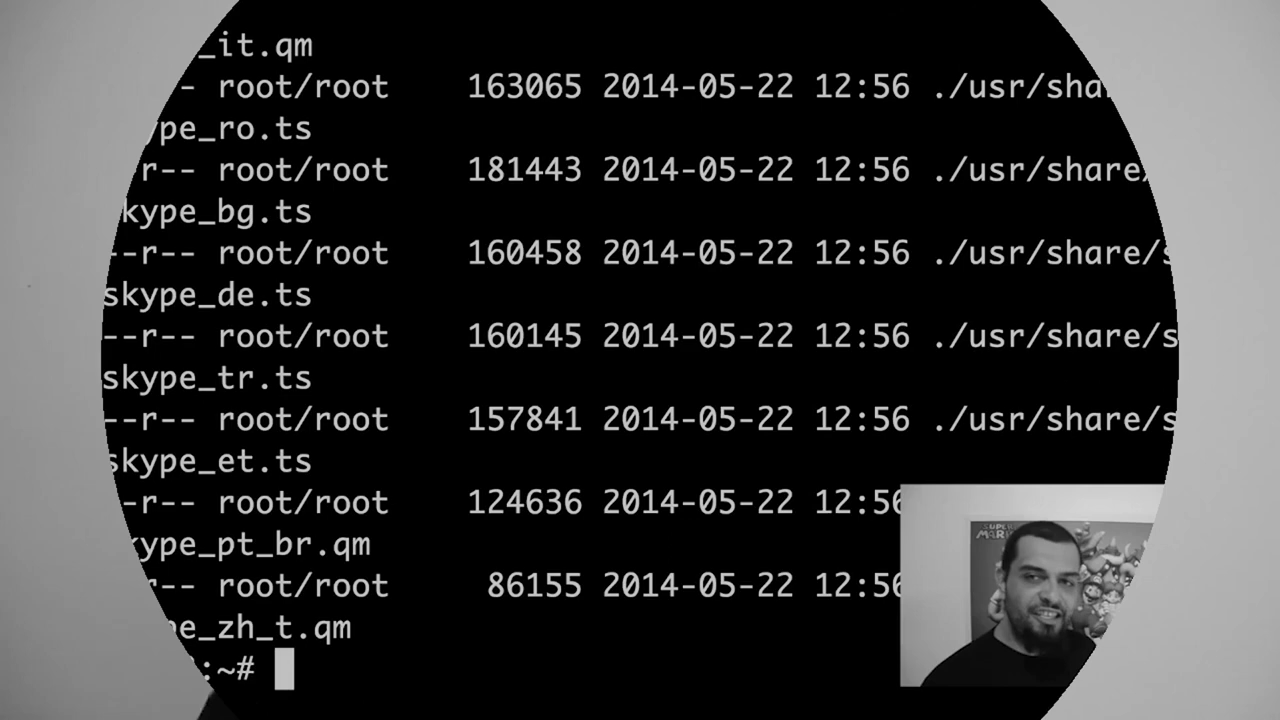 _it.qm
-- root/root 163065 2014-05-22 12:56 ./usr/shar
ype_ro.ts
r-- root/root 181443 2014-05-22 12:56 ./usr/share/
kype_bg.ts
--r-- root/root 160458 2014-05-22 12:56 ./usr/share/s
skype_de.ts
--r-- root/root 160145 2014-05-22 12:56 ./usr/share/s
skype_tr.ts
--r-- root/root 157841 2014-05-22 12:56 ./usr/share/s
skype_et.ts
--r-- root/root 124636 2014-05-22 12:56
kype_pt_br.qm
r-- root/root 86155 2014-05-22 12:56
pe_zh_t.qm
:~#
SUPER
MARIO